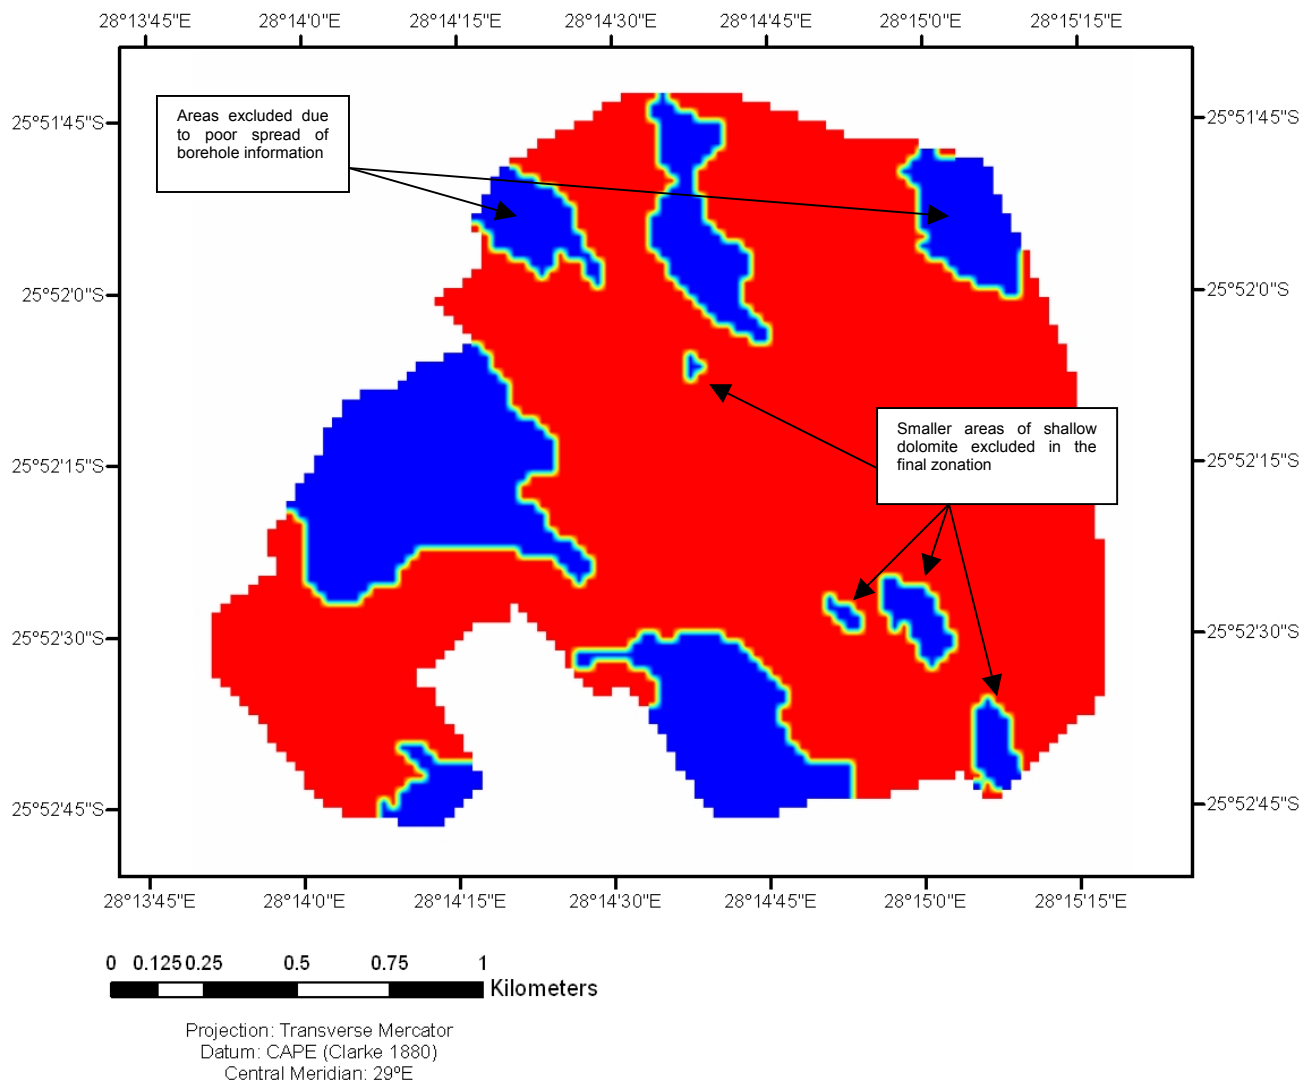 28°13'45"E 28°14'0"E 28°14'15"E 28°14'30"E 28°14'45"E 28°15'0"E 28°15'15"E
25°51'45"S 25°51'45"S
Areas excluded due
to poor spread of
borehole information
25°52'0"S 25°52'0"S
Smaller areas of shallow
dolomite excluded in the
final zonation
25°52'15"S 25°52'15"S
25°52'30"S 25°52'30"S
25°52'45"S 25°52'45"S
28°13'45"E 28°14'0"E 28°14'15"E 28°14'30"E 28°14'45"E 28°15'0"E 28°15'15"E
0 0.125 0.25 0.5 0.75 1
Kilometers
Projection: Transverse Mercator
Datum: CAPE (Clarke 1880)
Central Meridian: 29ºE